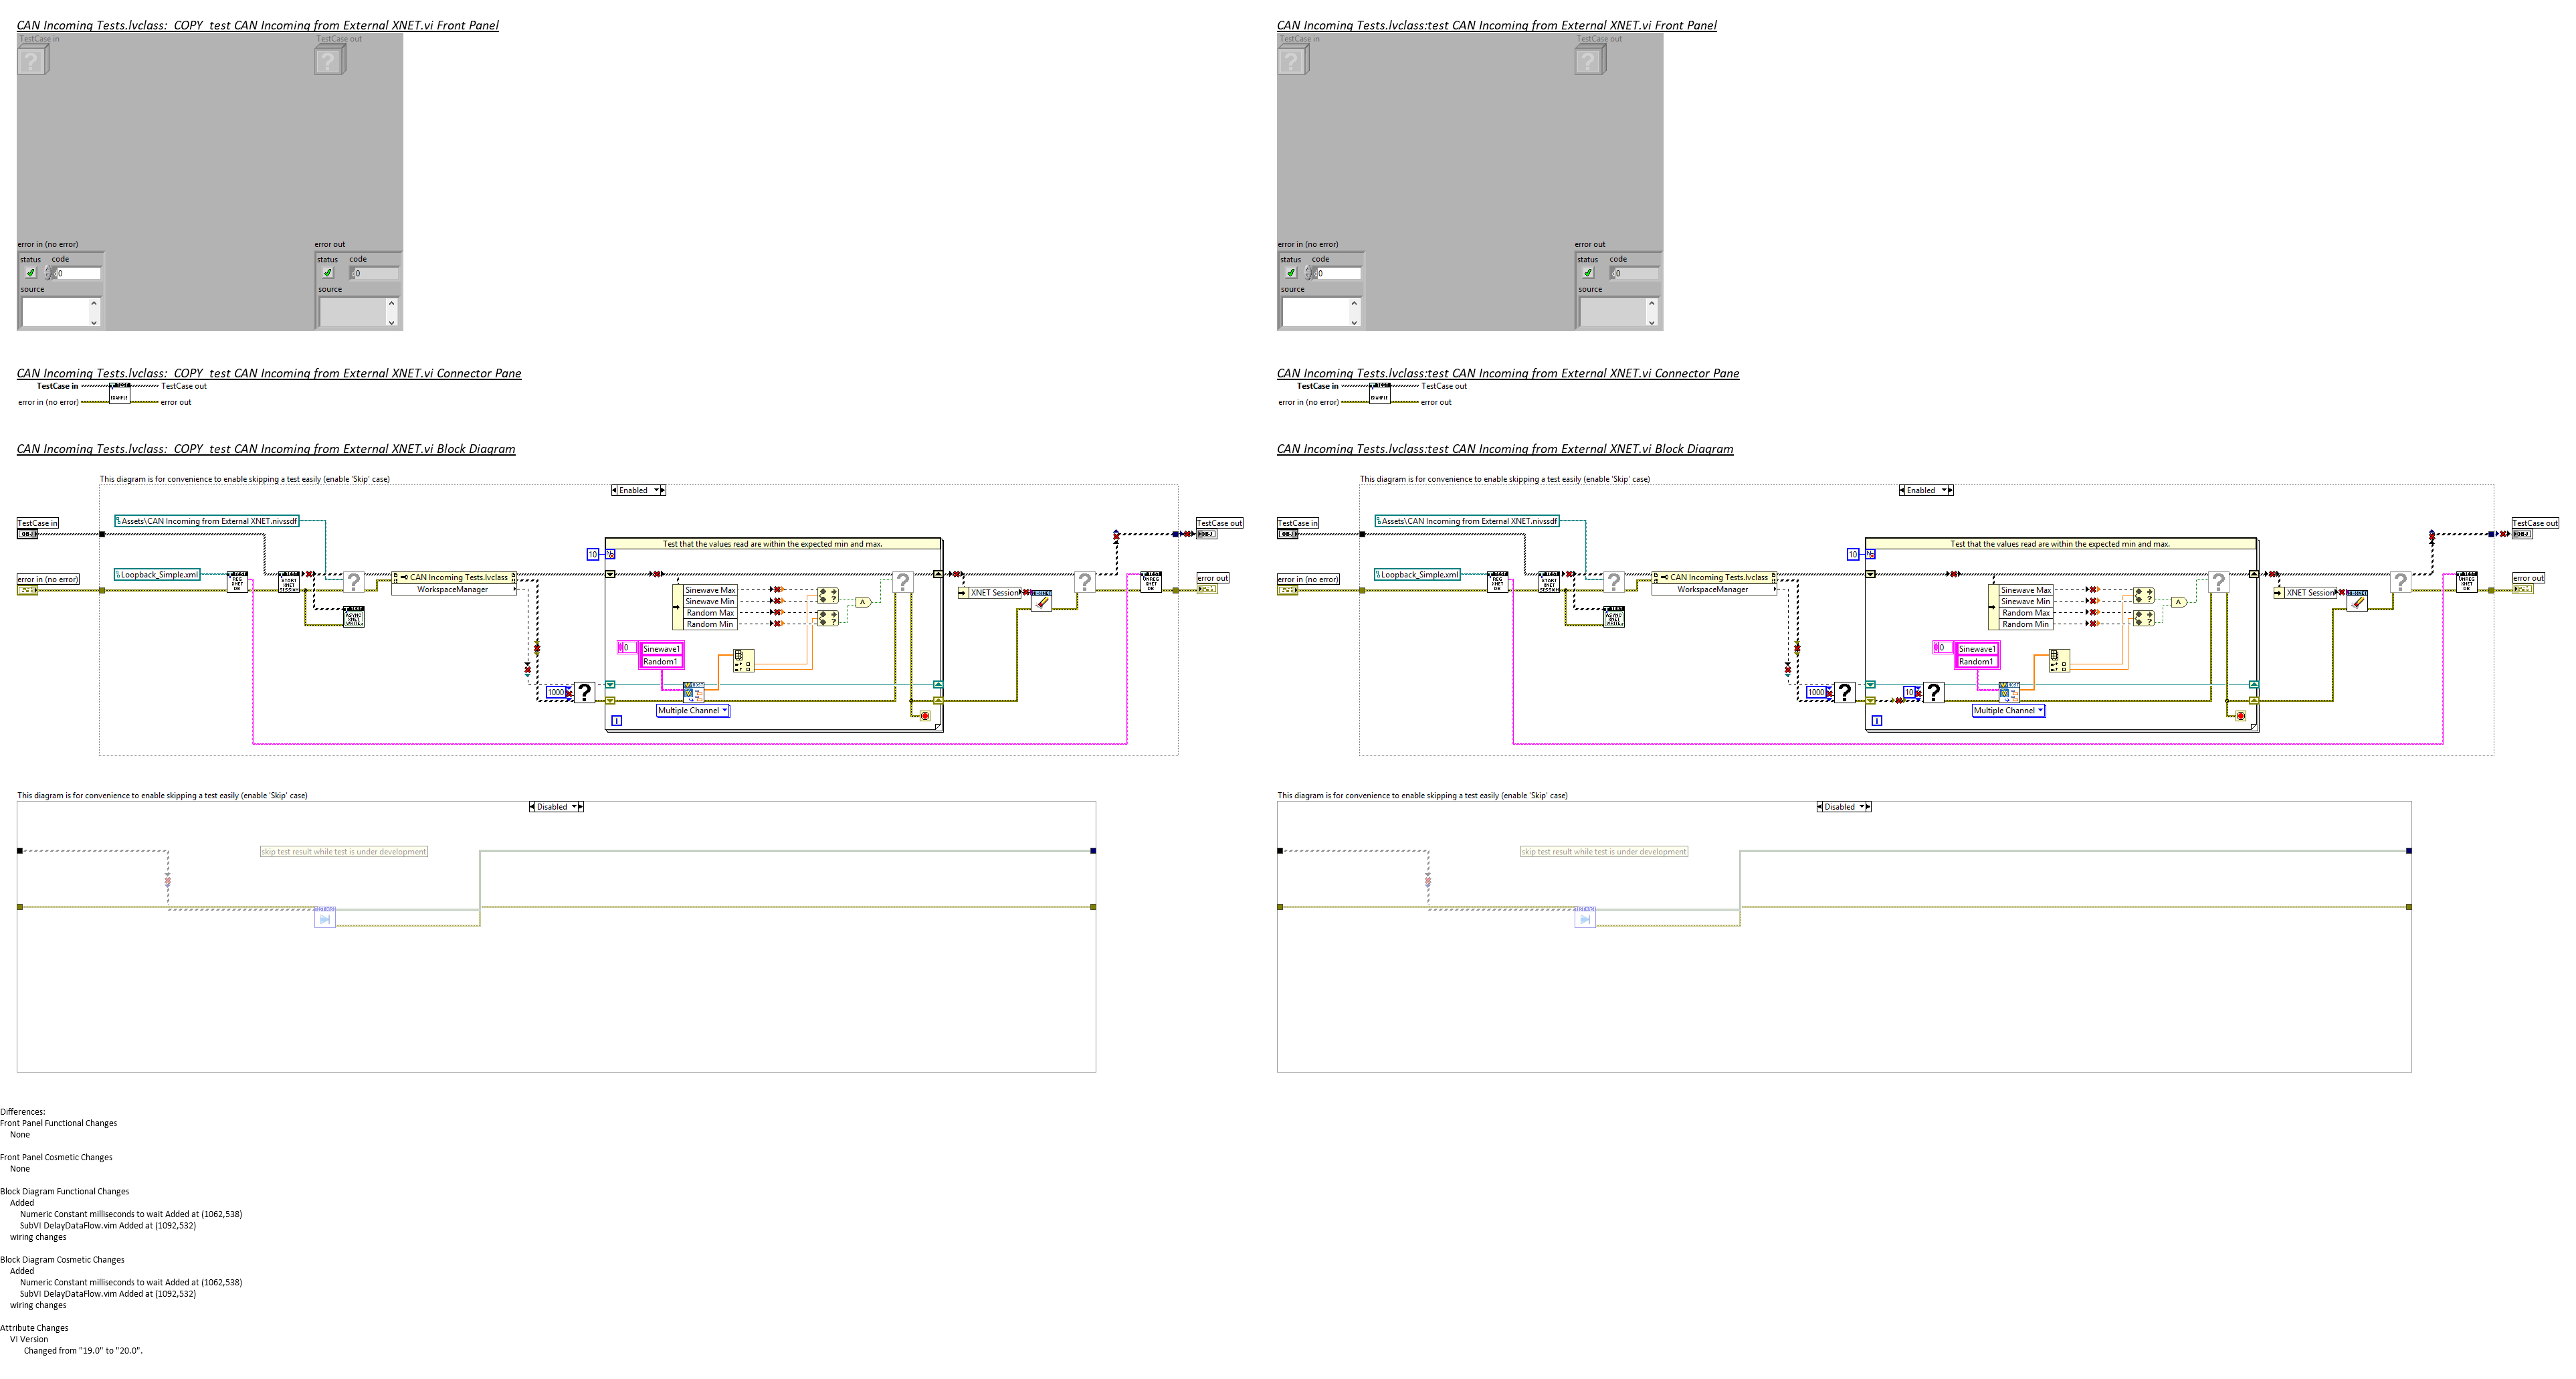 CAN Incoming Tests.lvclass:_COPY_test CAN Incoming from External XNET.vi Front Panel
TestCase in
TestCase out
error in (no error)
error out
status code
0
status code
0
source
source
CAN Incoming Tests.lvclass:_COPY_test CAN Incoming from External XNET.vi Connector Pane
TestCase in
TEST
EXAMPLE
TestCase out
error in (no error)
error out
CAN Incoming Tests.lvclass:_COPY_test CAN Incoming from External XNET.vi Block Diagram
This diagram is for convenience to enable skipping a test easily (enable 'Skip' case)
Enabled
TestCase in
Assets\CAN Incoming from External XNET.nivssdf
TestCase out
Test that the values read are within the expected min and max.
10
error in (no error)
Loopback_Simple.xml
CAN Incoming Tests.lvclass
WorkspaceManager
error out
Sinewave Max
Sinewave Min
Random Max
Random Min
XNET Session
0
Sinewave1
Random1
1000
Multiple Channel
i
This diagram is for convenience to enable skipping a test easily (enable 'Skip' case)
Disabled
skip test result while test is under development
CAN Incoming Tests.lvclass:test CAN Incoming from External XNET.vi Front Panel
TestCase in
TestCase out
error in (no error)
error out
status code
0
status code
0
source
source
CAN Incoming Tests.lvclass:test CAN Incoming from External XNET.vi Connector Pane
TestCase in
TEST
EXAMPLE
TestCase out
error in (no error)
error out
CAN Incoming Tests.lvclass:test CAN Incoming from External XNET.vi Block Diagram
This diagram is for convenience to enable skipping a test easily (enable 'Skip' case)
Enabled
TestCase in
Assets\CAN Incoming from External XNET.nivssdf
TestCase out
Test that the values read are within the expected min and max.
10
error in (no error)
Loopback_Simple.xml
CAN Incoming Tests.lvclass
WorkspaceManager
error out
Sinewave Max
Sinewave Min
Random Max
Random Min
XNET Session
0
Sinewave1
Random1
1000
10
Multiple Channel
i
This diagram is for convenience to enable skipping a test easily (enable 'Skip' case)
Disabled
skip test result while test is under development
Differences:
Front Panel Functional Changes
None
Front Panel Cosmetic Changes
None
Block Diagram Functional Changes
Added
Numeric Constant milliseconds to wait Added at (1062,538)
SubVI DelayDataFlow.vim Added at (1092,532)
wiring changes
Block Diagram Cosmetic Changes
Added
Numeric Constant milliseconds to wait Added at (1062,538)
SubVI DelayDataFlow.vim Added at (1092,532)
wiring changes
Attribute Changes
VI Version
Changed from "19.0" to "20.0".